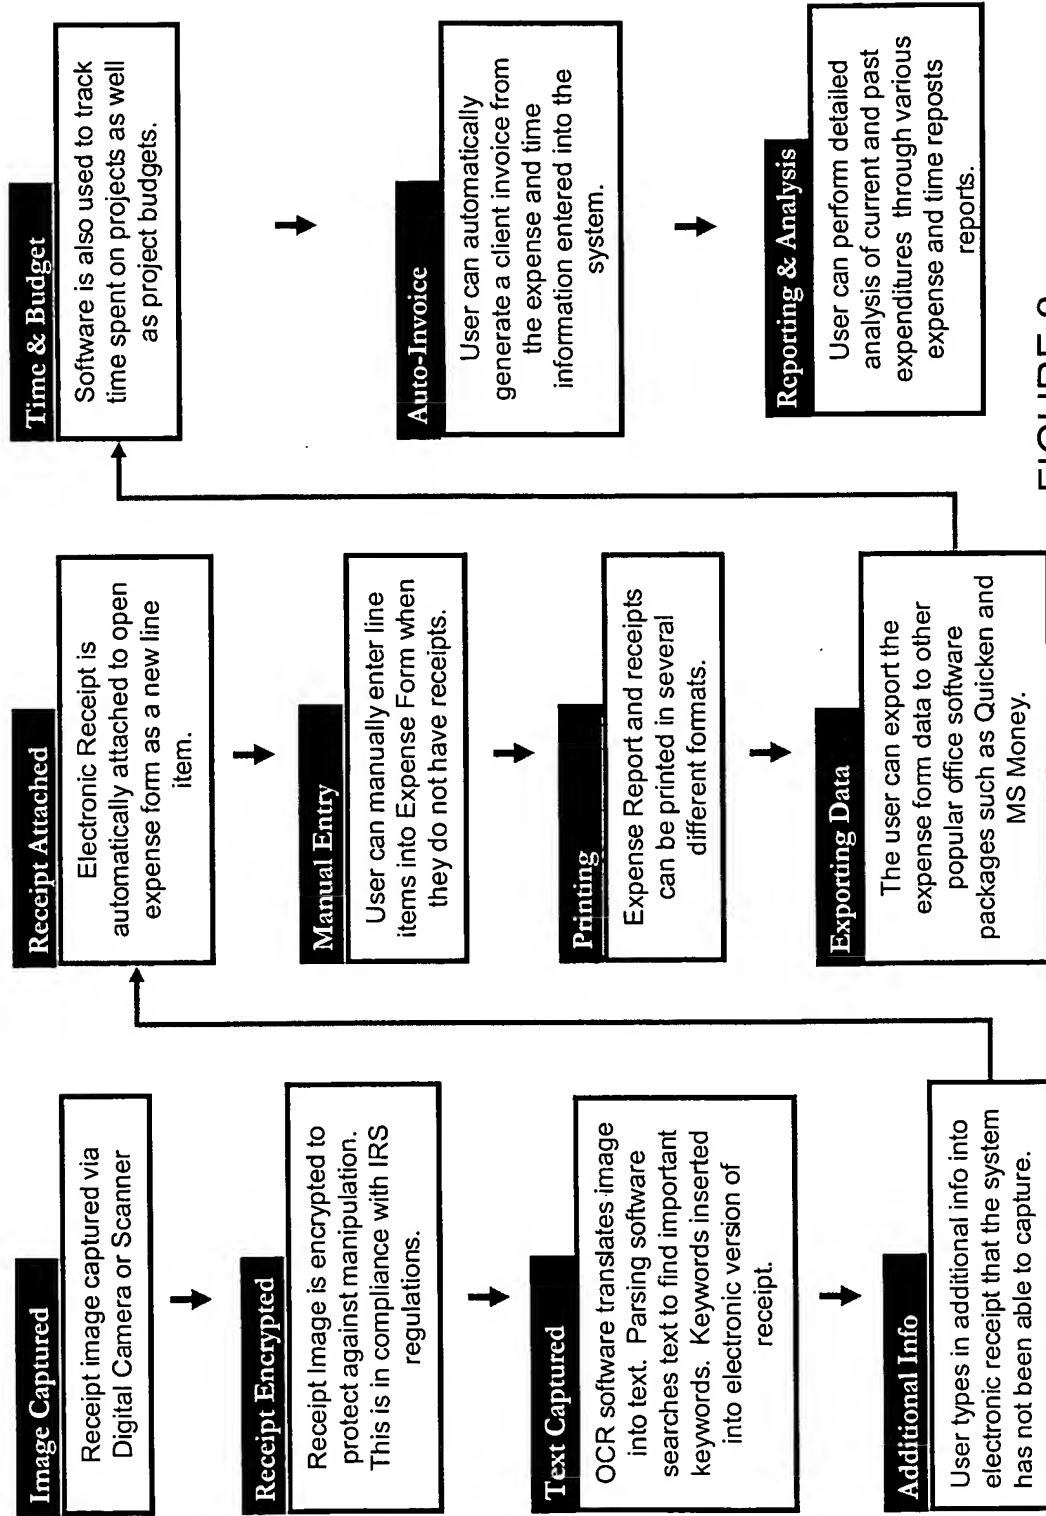 Image Captured
Receipt image captured via
Digital Camera or Scanner
Receipt Encrypted
Receipt Image is encrypted to
protect against manipulation.
This is in compliance with IRS
regulations.
Text Captured
OCR software translates image
into text. Parsing software
searches text to find important
keywords. Keywords inserted
into electronic version of
receipt.
Additional Info
User types in additional info into
electronic receipt that the system
has not been able to capture.
Receipt Attached
Electronic Receipt is
automatically attached to open
expense form as a new line
item.
Manual Entry
User can manually enter line
items into Expense Form when
they do not have receipts.
Printing
Expense Report and receipts
can be printed in several
different formats.
Exporting Data
The user can export the
expense form data to other
popular office software
packages such as Quicken and
MS Money.
Time & Budget
Software is also used to track
time spent on projects as well
as project budgets.
Auto-Invoice
User can automatically
generate a client invoice from
the expense and time
information entered into the
system.
Reporting & Analysis
User can perform detailed
analysis of current and past
expenditures through various
expense and time reposts
reports.
FIGURE